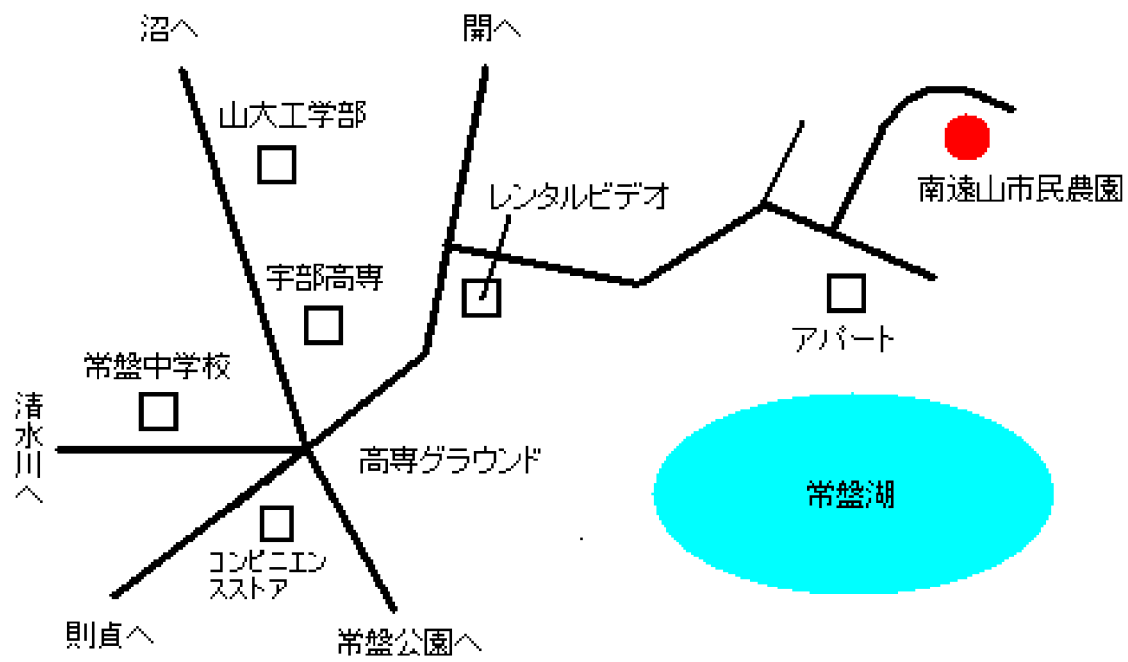 沼へ
開へ
山大工学部
レンタルビデオ
南遠山市民農園
宇部高専
アパート
常盤中学校
清水川へ
高専グラウンド
常盤湖
コンビニエン
スストア
則貞へ
常盤公園へ